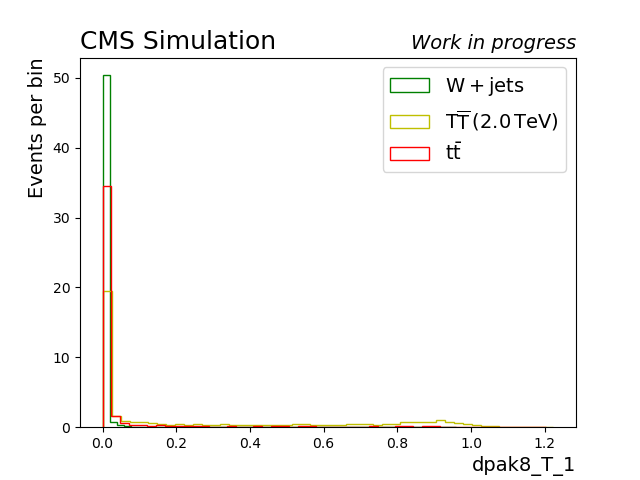 CMS Simulation
Work in progress
Events per bin
50
40
30
20
10
0
W + jets
TT̅ (2.0 TeV)
tt̄
0.0 0.2 0.4 0.6 0.8 1.0 1.2
dpak8_T_1